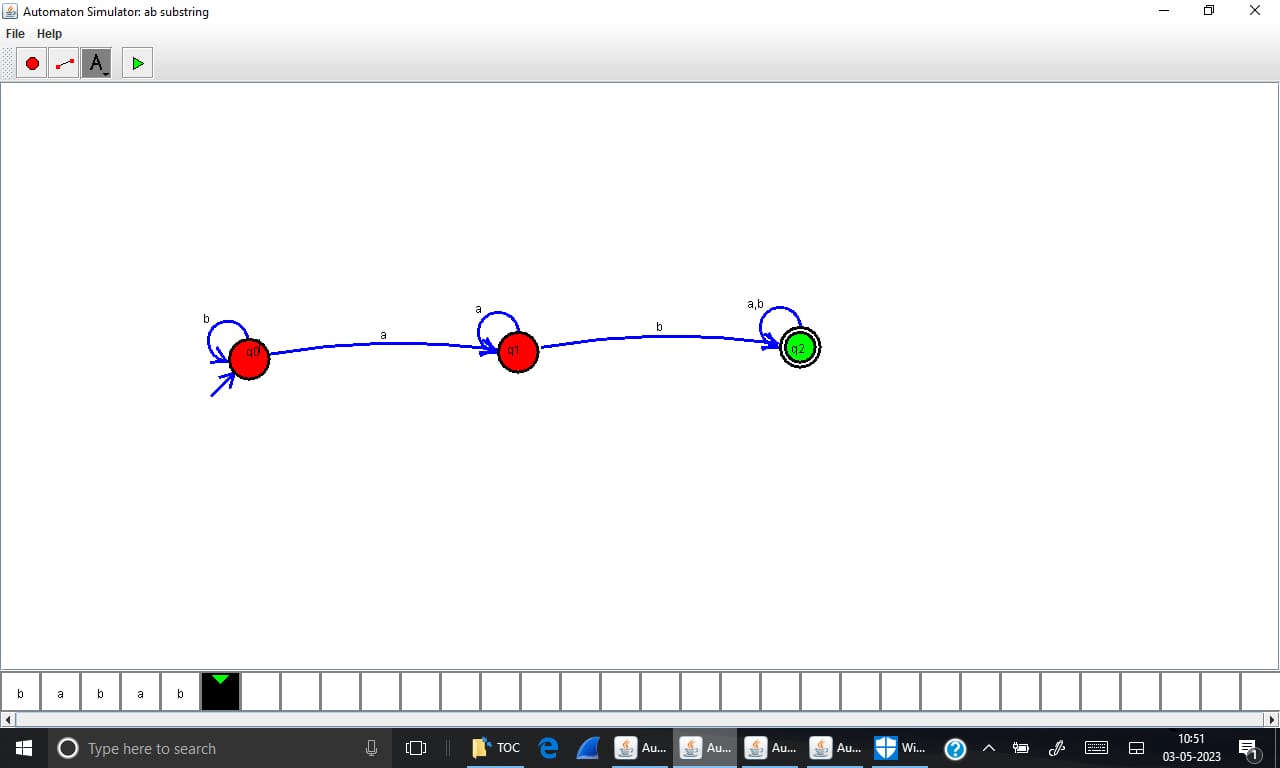 Automaton Simulator: ab substring
File Help
A
b
a
a
b
a,b
q0
q1
q2
b a b a b
Type here to search
TOC
Au...
Au...
Au...
Au...
Wi...
10:51
03-05-2023
1